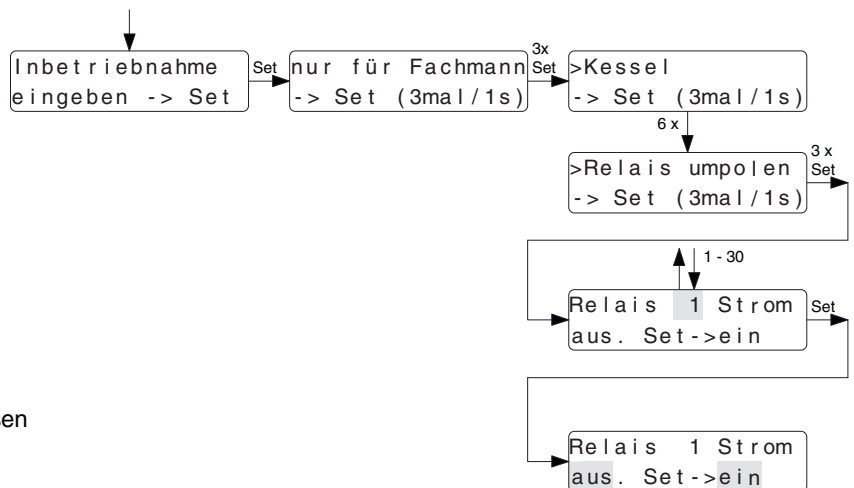 Inbetriebnahme
eingeben -> Set
Set
nur für Fachmann
-> Set (3mal/1s)
3x
Set
>Kessel
-> Set (3mal/1s)
6 x
>Relais umpolen
-> Set (3mal/1s)
3 x
Set
1 - 30
Relais 1 Strom
aus. Set->ein
Set
Relais 1 Strom
aus. Set->ein